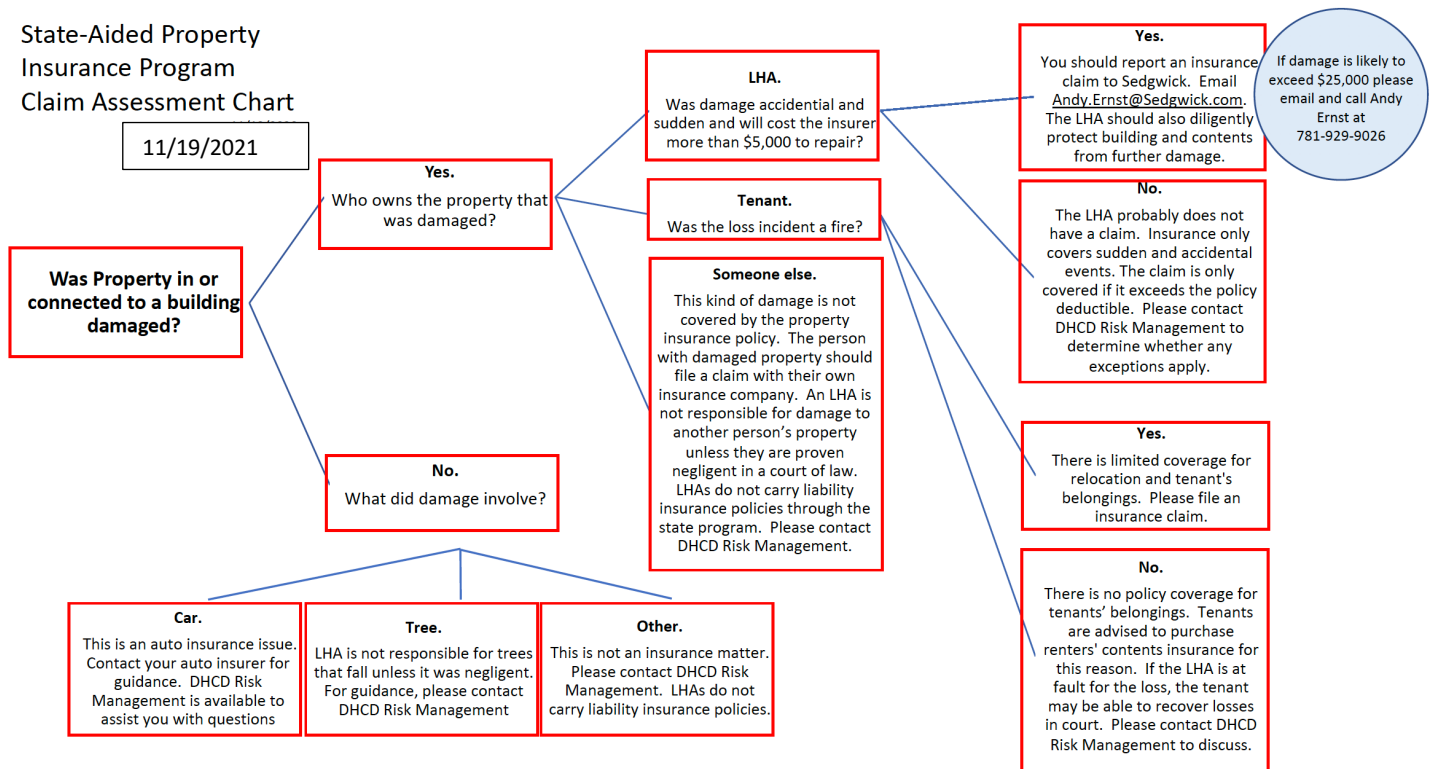 State-Aided Property
Insurance Program
Claim Assessment Chart
11/19/2021
Was Property in or
connected to a building
damaged?
Yes.
Who owns the property that
was damaged?
No.
What did damage involve?
LHA.
Was damage accidential and
sudden and will cost the insurer
more than $5,000 to repair?
Tenant.
Was the loss incident a fire?
Someone else.
This kind of damage is not
covered by the property
insurance policy.  The person
with damaged property should
file a claim with their own
insurance company.  An LHA is
not responsible for damage to
another person's property
unless they are proven
negligent in a court of law.
LHAs do not carry liability
insurance policies through the
state program.  Please contact
DHCD Risk Management.
Yes.
You should report an insurance
claim to Sedgwick.  Email
Andy.Ernst@Sedgwick.com.
The LHA should also diligently
protect building and contents
from further damage.
If damage is likely to
exceed $25,000 please
email and call Andy
Ernst at
781-929-9026
No.
The LHA probably does not
have a claim.  Insurance only
covers sudden and accidental
events. The claim is only
covered if it exceeds the policy
deductible.  Please contact
DHCD Risk Management to
determine whether any
exceptions apply.
Yes.
There is limited coverage for
relocation and tenant's
belongings.  Please file an
insurance claim.
No.
There is no policy coverage for
tenants' belongings.  Tenants
are advised to purchase
renters' contents insurance for
this reason.  If the LHA is at
fault for the loss, the tenant
may be able to recover losses
in court.  Please contact DHCD
Risk Management to discuss.
Car.
This is an auto insurance issue.
Contact your auto insurer for
guidance.  DHCD Risk
Management is available to
assist you with questions
Tree.
LHA is not responsible for trees
that fall unless it was negligent.
For guidance, please contact
DHCD Risk Management
Other.
This is not an insurance matter.
Please contact DHCD Risk
Management.  LHAs do not
carry liability insurance policies.